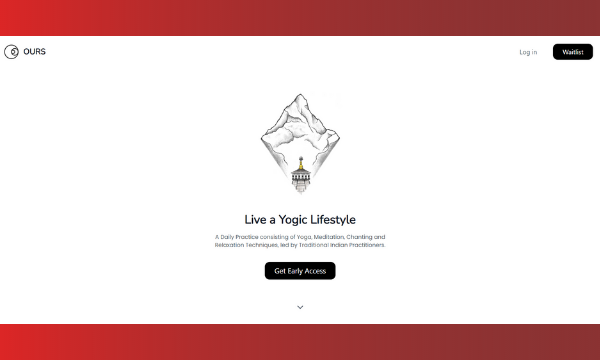 OURS
Log in
Waitlist
Live a Yogic Lifestyle
A Daily Practice consisting of Yoga, Meditation, Chanting and
Relaxation Techniques, led by Traditional Indian Practitioners.
Get Early Access